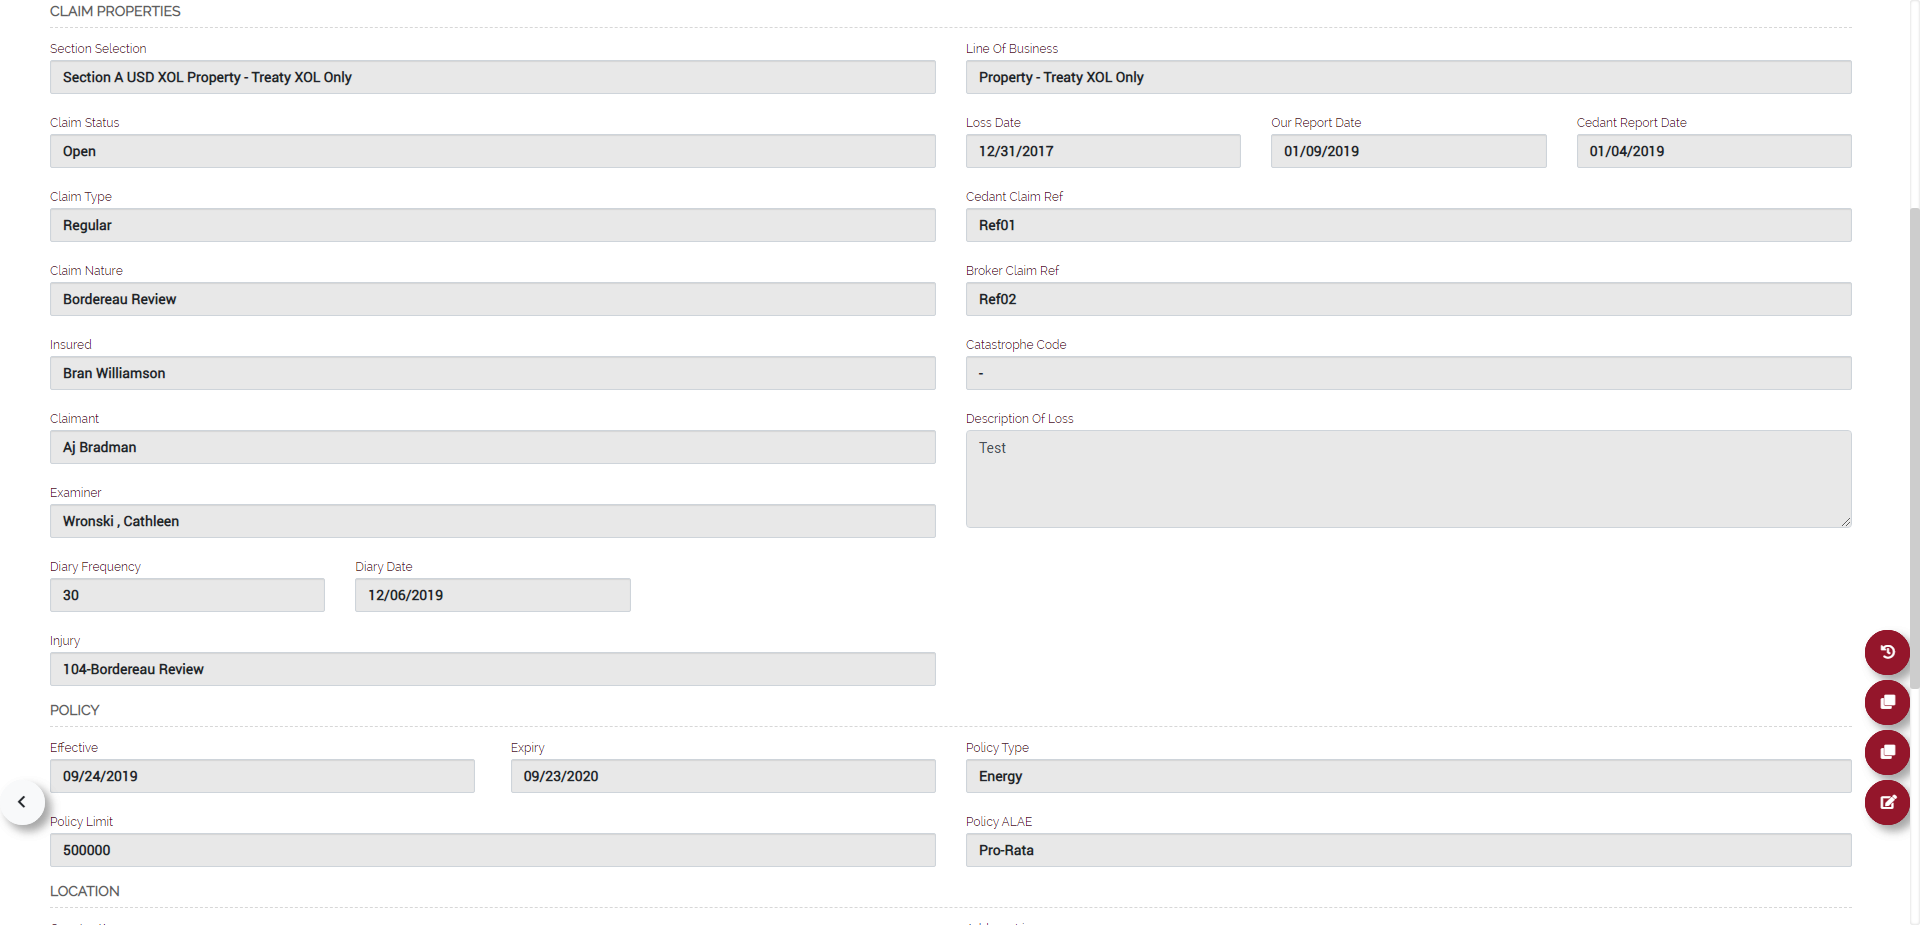 CLAIM PROPERTIES
Section Selection
Section A USD XOL Property - Treaty XOL Only
Line Of Business
Property - Treaty XOL Only
Claim Status
Open
Loss Date
12/31/2017
Our Report Date
01/09/2019
Cedant Report Date
01/04/2019
Claim Type
Regular
Cedant Claim Ref
Ref01
Claim Nature
Bordereau Review
Broker Claim Ref
Ref02
Insured
Bran Williamson
Catastrophe Code
-
Claimant
Aj Bradman
Description Of Loss
Test
Examiner
Wronski , Cathleen
Diary Frequency
30
Diary Date
12/06/2019
Injury
104-Bordereau Review
POLICY
Effective
09/24/2019
Expiry
09/23/2020
Policy Type
Energy
Policy Limit
500000
Policy ALAE
Pro-Rata
LOCATION